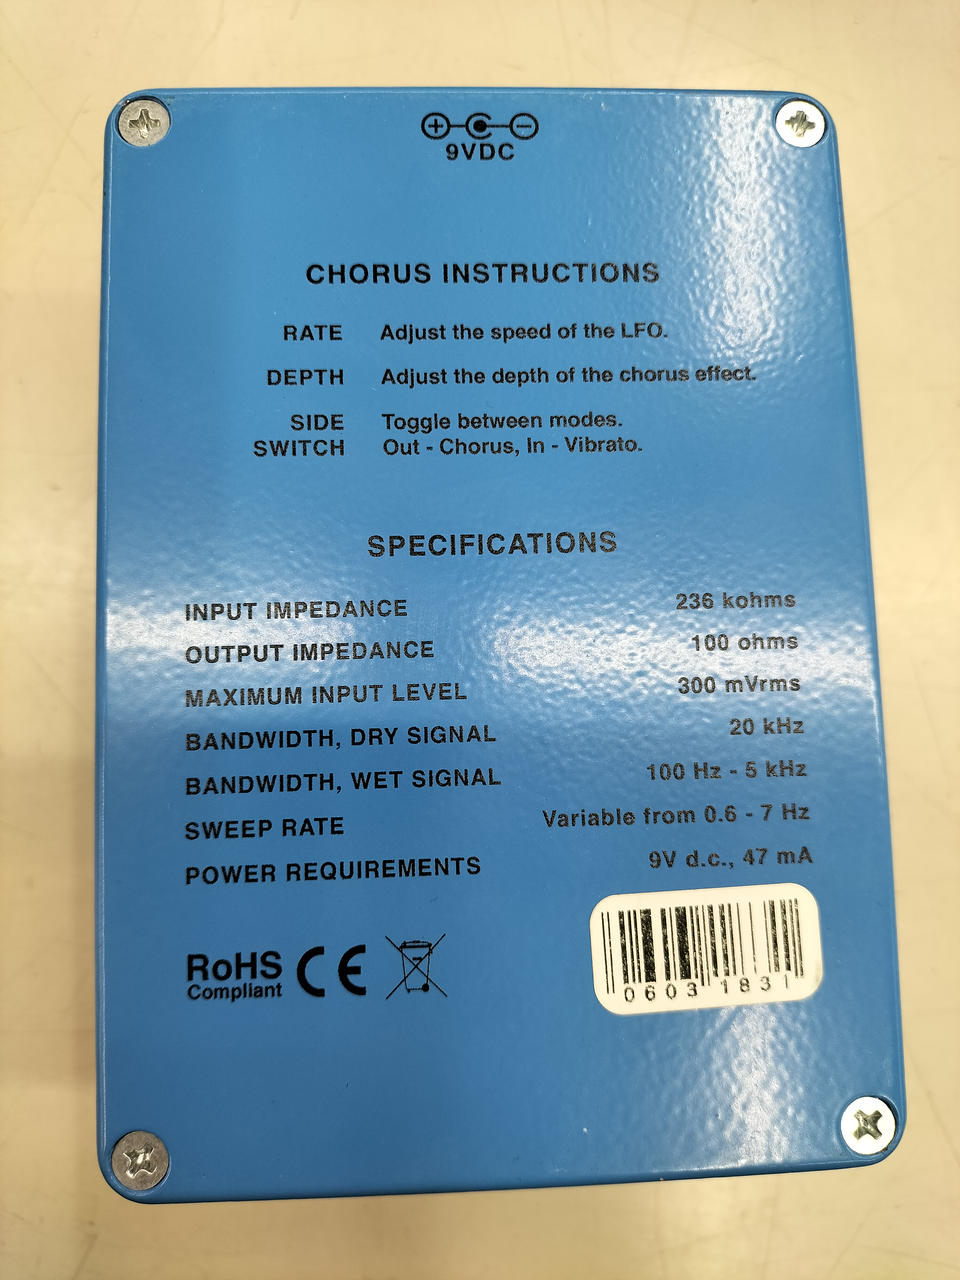 9VDC
CHORUS INSTRUCTIONS
RATE Adjust the speed of the LFO.
DEPTH Adjust the depth of the chorus effect.
SIDE Toggle between modes.
SWITCH Out - Chorus, In - Vibrato.
SPECIFICATIONS
INPUT IMPEDANCE 236 kohms
OUTPUT IMPEDANCE 100 ohms
MAXIMUM INPUT LEVEL 300 mVrms
BANDWIDTH, DRY SIGNAL 20 kHz
BANDWIDTH, WET SIGNAL 100 Hz - 5 kHz
SWEEP RATE Variable from 0.6 - 7 Hz
POWER REQUIREMENTS 9V d.c., 47 mA
RoHS CE
Compliant
06031831